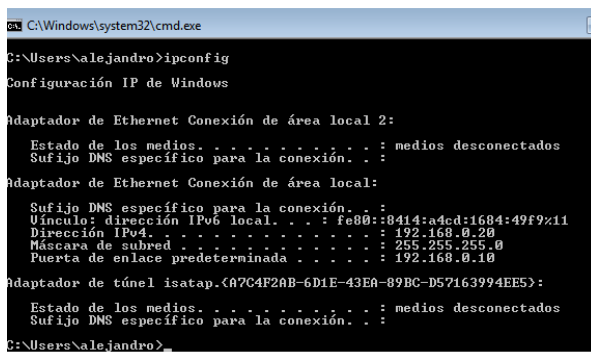 C:\Windows\system32\cmd.exe
C:\Users\alejandro>ipconfig
Configuración IP de Windows
Adaptador de Ethernet Conexión de área local 2:
Estado de los medios. . . . . . . . . . . : medios desconectados
Sufijo DNS específico para la conexión. . :
Adaptador de Ethernet Conexión de área local:
Sufijo DNS específico para la conexión. . :
Vínculo: dirección IPv6 local. . . : fe80::8414:a4cd:1684:49f9%11
Dirección IPv4. . . . . . . . . . . . . . : 192.168.0.20
Máscara de subred . . . . . . . . . . . . : 255.255.255.0
Puerta de enlace predeterminada . . . . . : 192.168.0.10
Adaptador de túnel isatap.{A7C4F2AB-6D1E-43EA-89BC-D57163994EE5}:
Estado de los medios. . . . . . . . . . . : medios desconectados
Sufijo DNS específico para la conexión. . :
C:\Users\alejandro>_